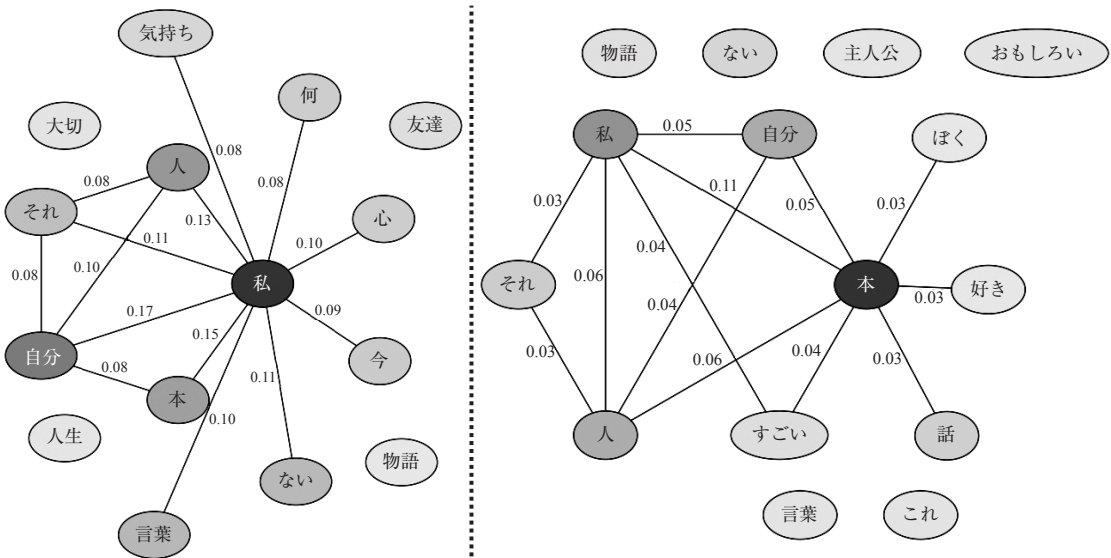 気持ち
何
大切
友達
人
0.08
0.08
0.08
それ
0.13
心
0.11
0.10
0.08
0.10
私
0.17
0.09
自分
0.15
今
0.08
本
0.11
0.10
人生
物語
ない
言葉
物語
ない
主人公
おもしろい
私
0.05
自分
ぼく
0.11
0.03
0.05
0.03
0.04
それ
0.06
本
0.03
好き
0.04
0.03
0.06
0.04
0.03
人
すごい
話
言葉
これ